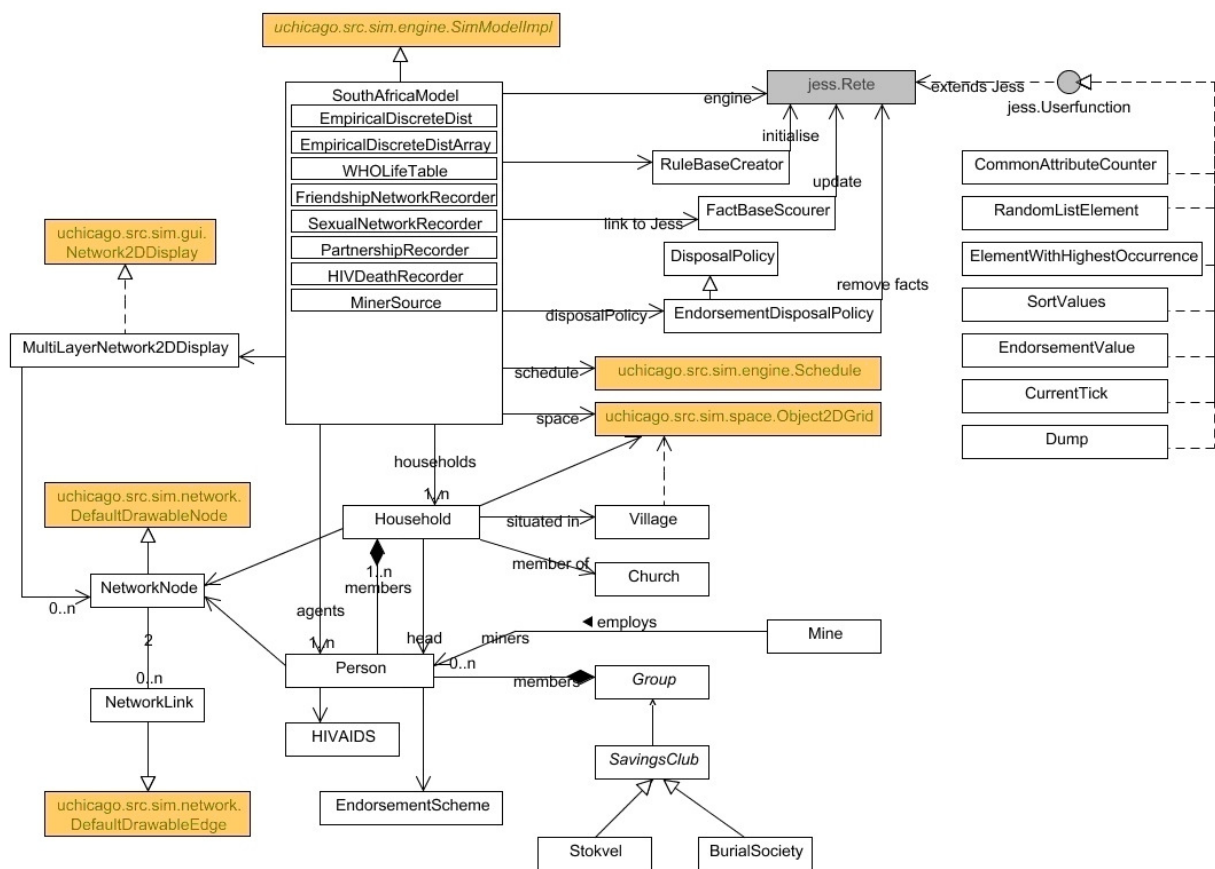 uchicago.src.sim.engine.SimModelImpl
SouthAfricaModel
EmpiricalDiscreteDist
EmpiricalDiscreteDistArray
WHOLifeTable
FriendshipNetworkRecorder
SexualNetworkRecorder
PartnershipRecorder
HIVDeathRecorder
MinerSource
engine
jess.Rete
extends Jess
jess.Userfunction
initialise
RuleBaseCreator
update
link to Jess
FactBaseScourer
DisposalPolicy
remove facts
disposalPolicy
EndorsementDisposalPolicy
CommonAttributeCounter
RandomListElement
ElementWithHighestOccurrence
SortValues
EndorsementValue
CurrentTick
Dump
uchicago.src.sim.gui.
Network2DDisplay
MultiLayerNetwork2DDisplay
schedule
uchicago.src.sim.engine.Schedule
space
uchicago.src.sim.space.Object2DGrid
households
1..n
uchicago.src.sim.network.
DefaultDrawableNode
Household
situated in
Village
member of
Church
1..n
members
NetworkNode
0..n
agents
1..n
head
miners
employs
Mine
0..n
2
0..n
Person
members
Group
NetworkLink
HIVAIDS
SavingsClub
uchicago.src.sim.network.
DefaultDrawableEdge
EndorsementScheme
Stokvel
BurialSociety